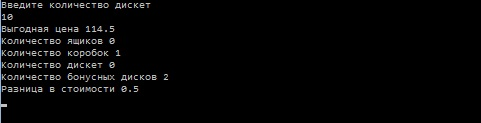 Введите количество дискет
10
Выгодная цена 114.5
Количество ящиков 0
Количество коробок 1
Количество дискет 0
Количество бонусных дисков 2
Разница в стоимости 0.5